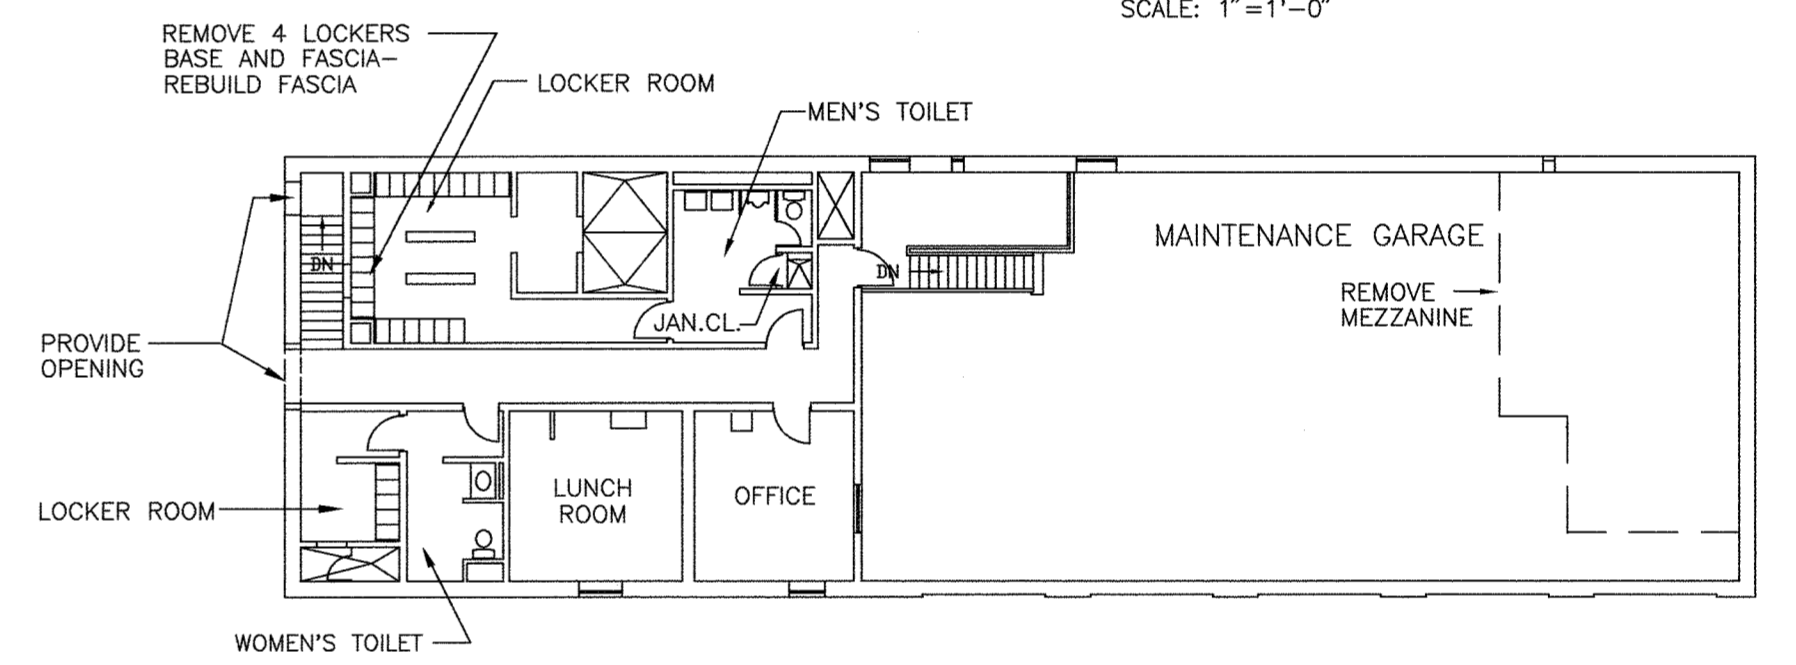 SCALE: 1"=1'-0"
REMOVE 4 LOCKERS
BASE AND FASCIA-
REBUILD FASCIA
LOCKER ROOM
MEN'S TOILET
MAINTENANCE GARAGE
DN
DN
REMOVE
MEZZANINE
JAN.CL.
PROVIDE
OPENING
LOCKER ROOM
LUNCH
ROOM
OFFICE
WOMEN'S TOILET